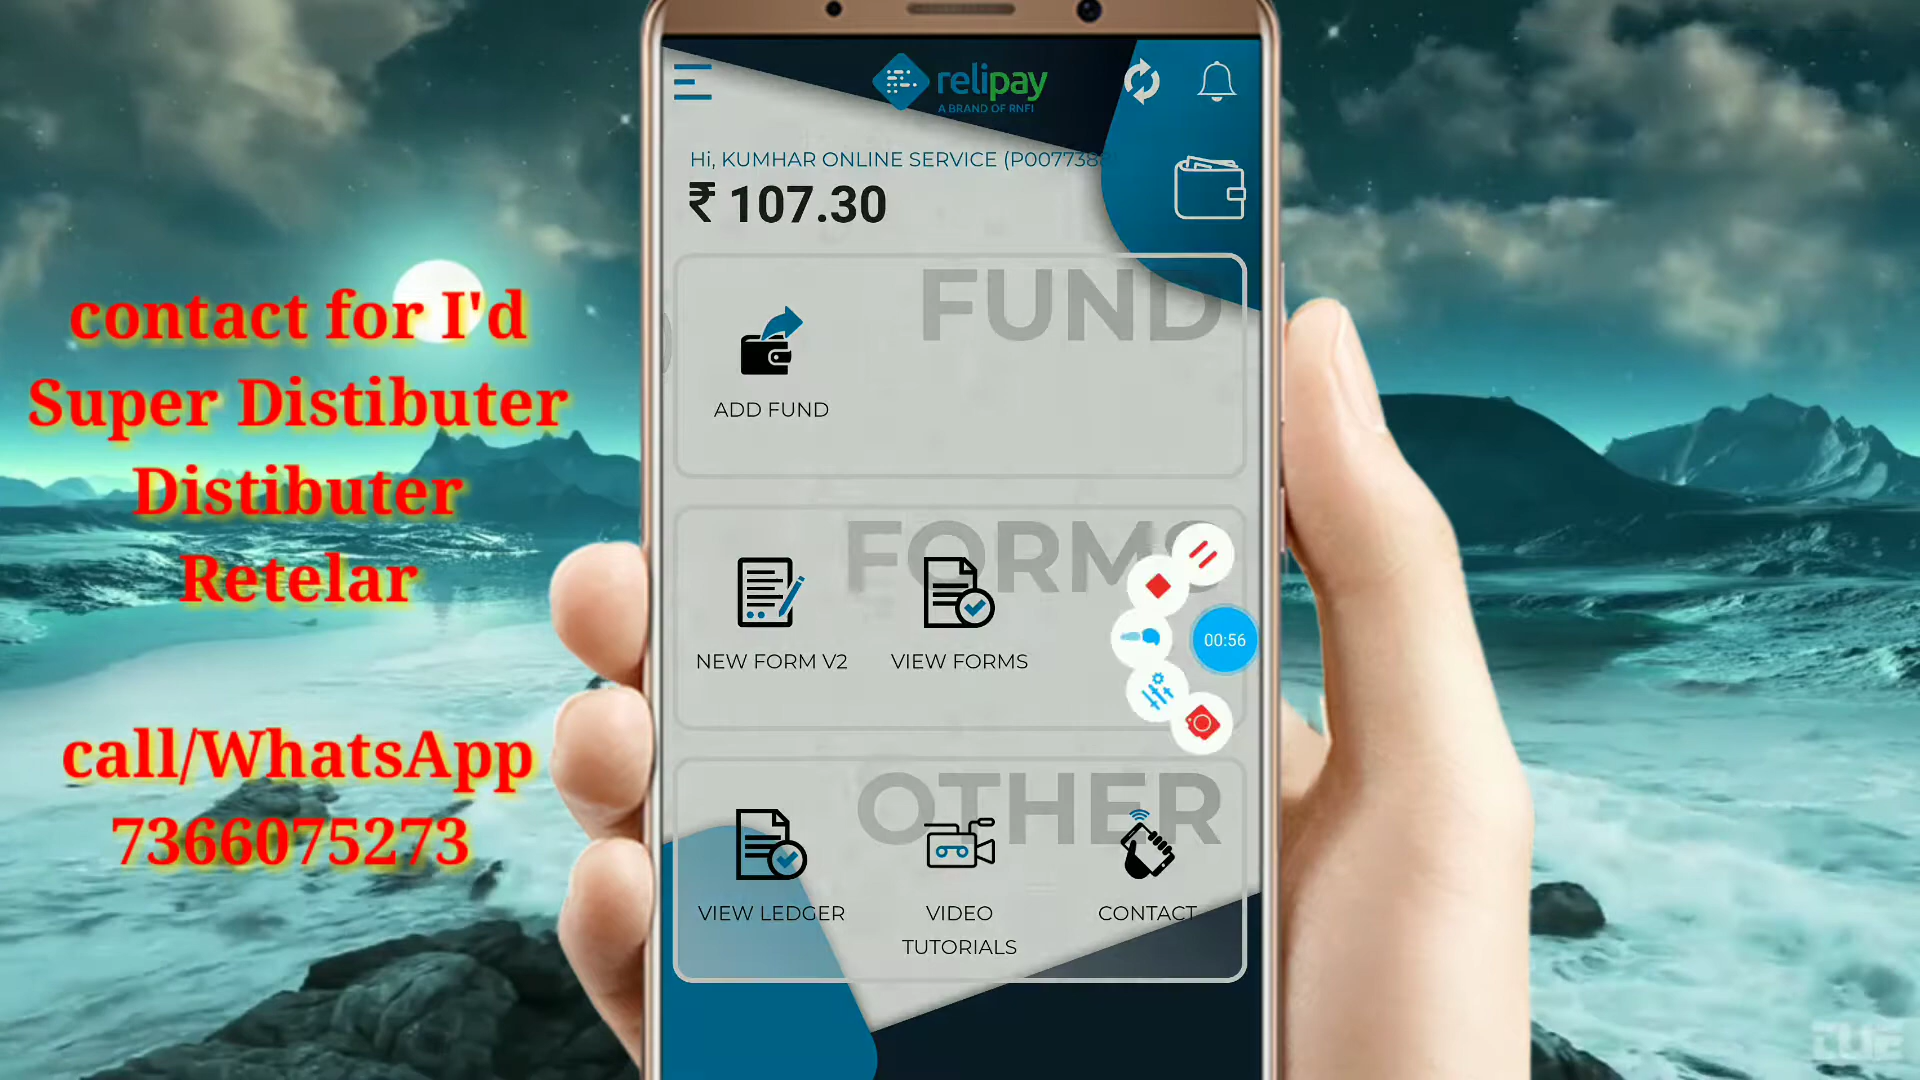 contact for I'd
Super Distibuter
Distibuter
Retelar
call/WhatsApp
7366075273
relipay
A BRAND OF RNFI
Hi, KUMHAR ONLINE SERVICE (P007738
₹ 107.30
FUND
ADD FUND
FORMS
NEW FORM V2
VIEW FORMS
00:56
OTHER
VIEW LEDGER
VIDEO
TUTORIALS
CONTACT